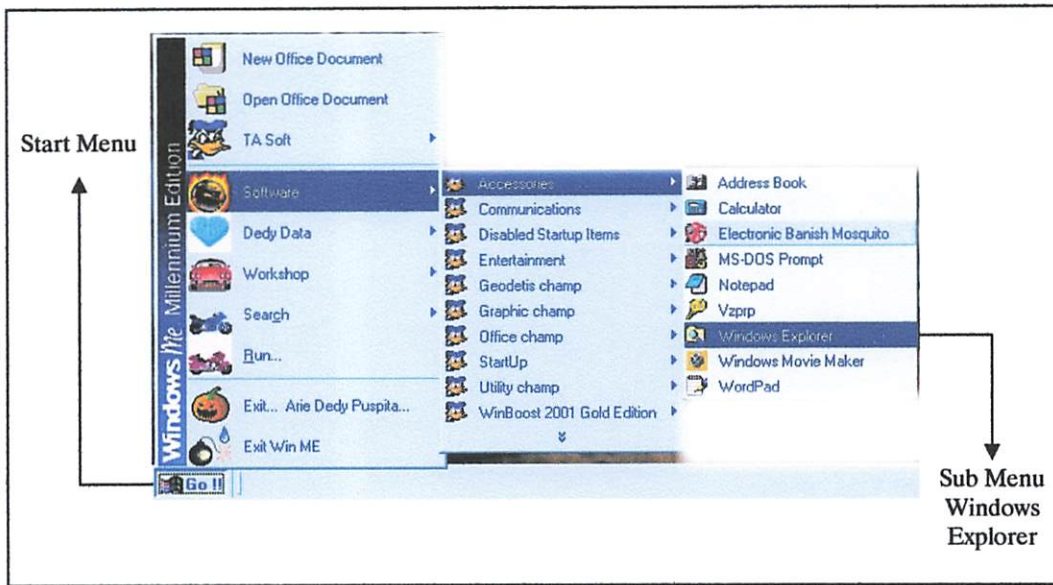 Start Menu
Windows Me Millennium Edition
New Office Document
Open Office Document
TA Soft
Software
Dedy Data
Workshop
Search
Run...
Exit... Arie Dedy Puspita...
Exit Win ME
Go !!
Accessories
Communications
Disabled Startup Items
Entertainment
Geodetis champ
Graphic champ
Office champ
StartUp
Utility champ
WinBoost 2001 Gold Edition
Address Book
Calculator
Electronic Banish Mosquito
MS-DOS Prompt
Notepad
Vzprp
Windows Explorer
Windows Movie Maker
WordPad
Sub Menu
Windows
Explorer